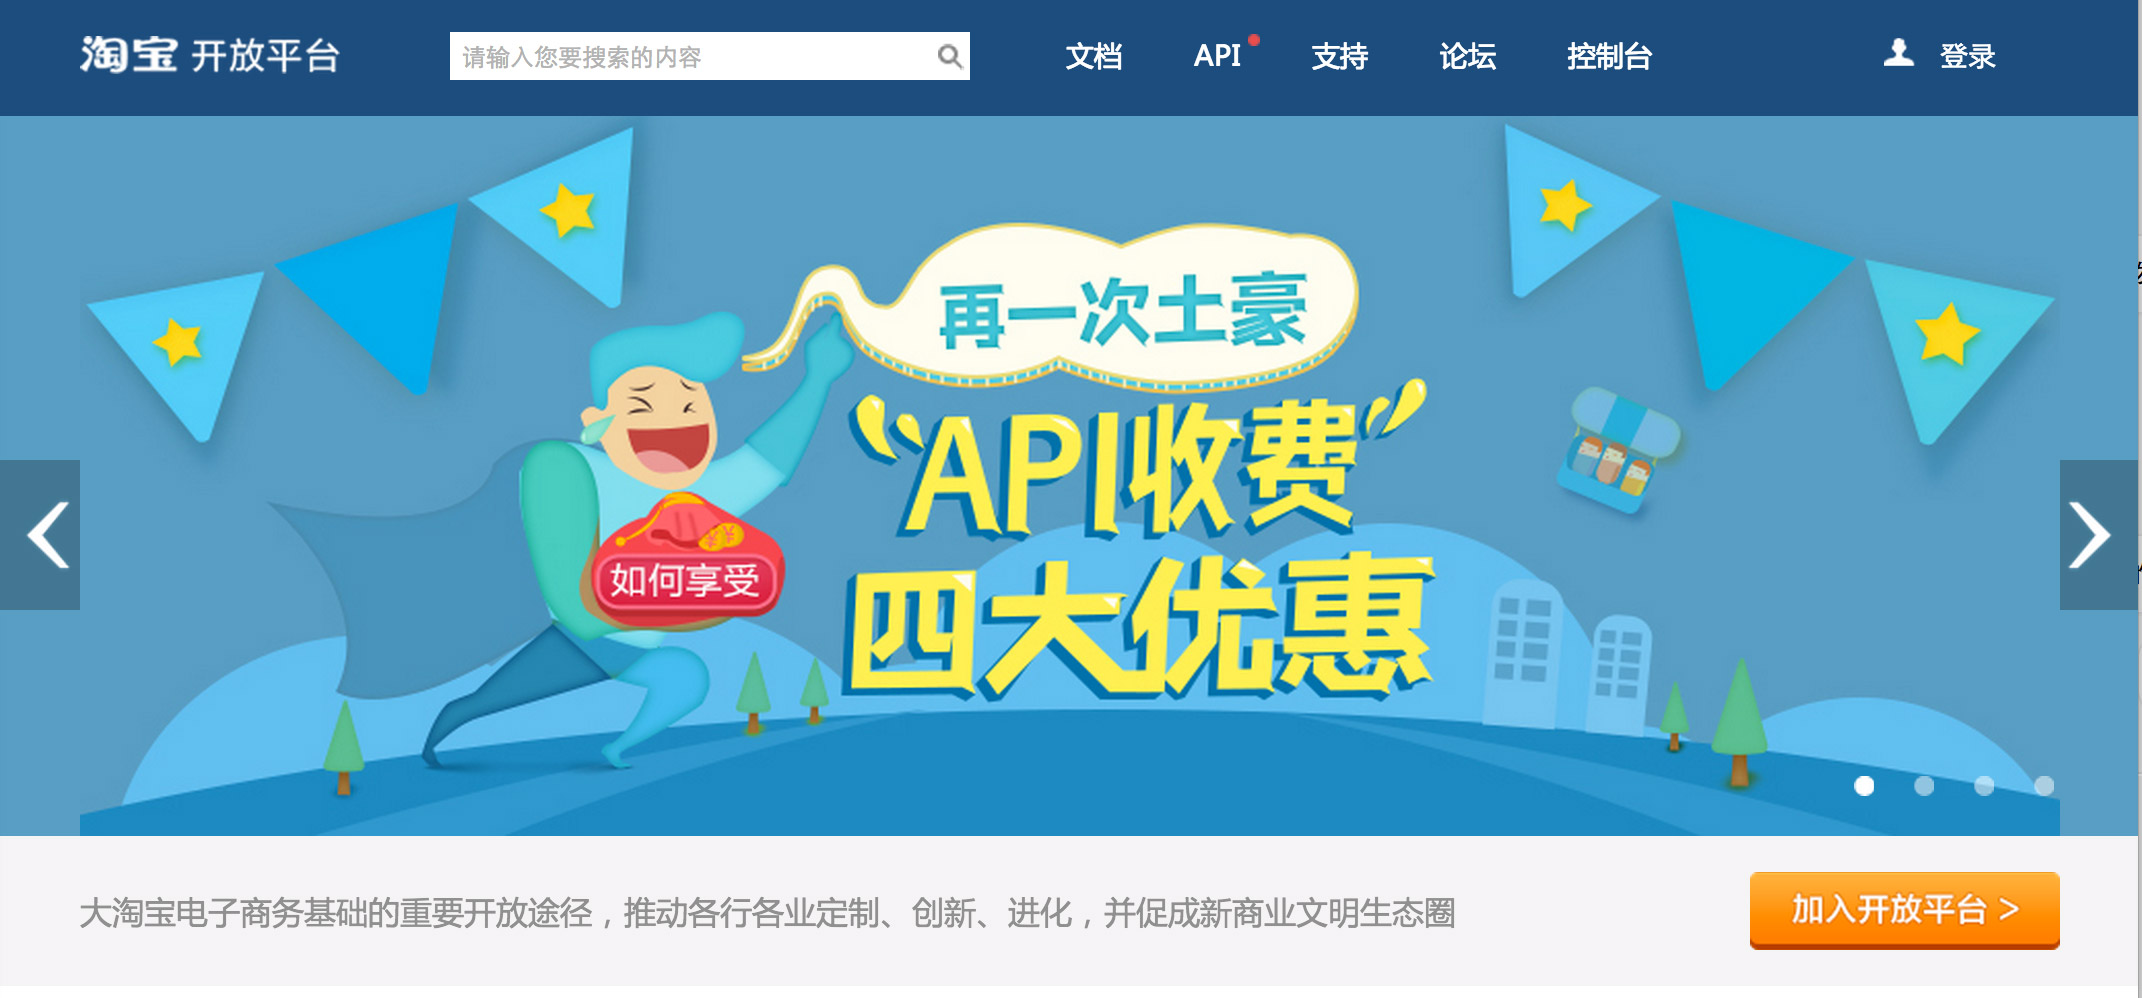 淘宝 开放平台
请输入您要搜索的内容
文档 API 支持 论坛 控制台 登录
再一次土豪
“API收费”
四大优惠
如何享受
大淘宝电子商务基础的重要开放途径，推动各行各业定制、创新、进化，并促成新商业文明生态圈
加入开放平台 >